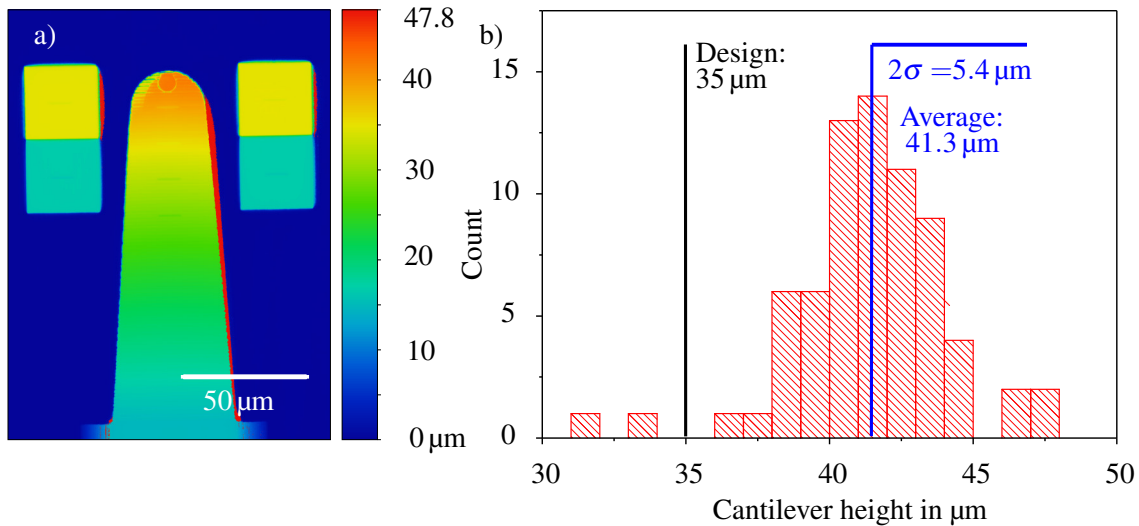 a)
47.8
40
30
20
10
0 µm
50 µm
b)
Count
15
10
5
0
Design:
35 µm
2σ =5.4 µm
Average:
41.3 µm
30
35
40
45
50
Cantilever height in µm